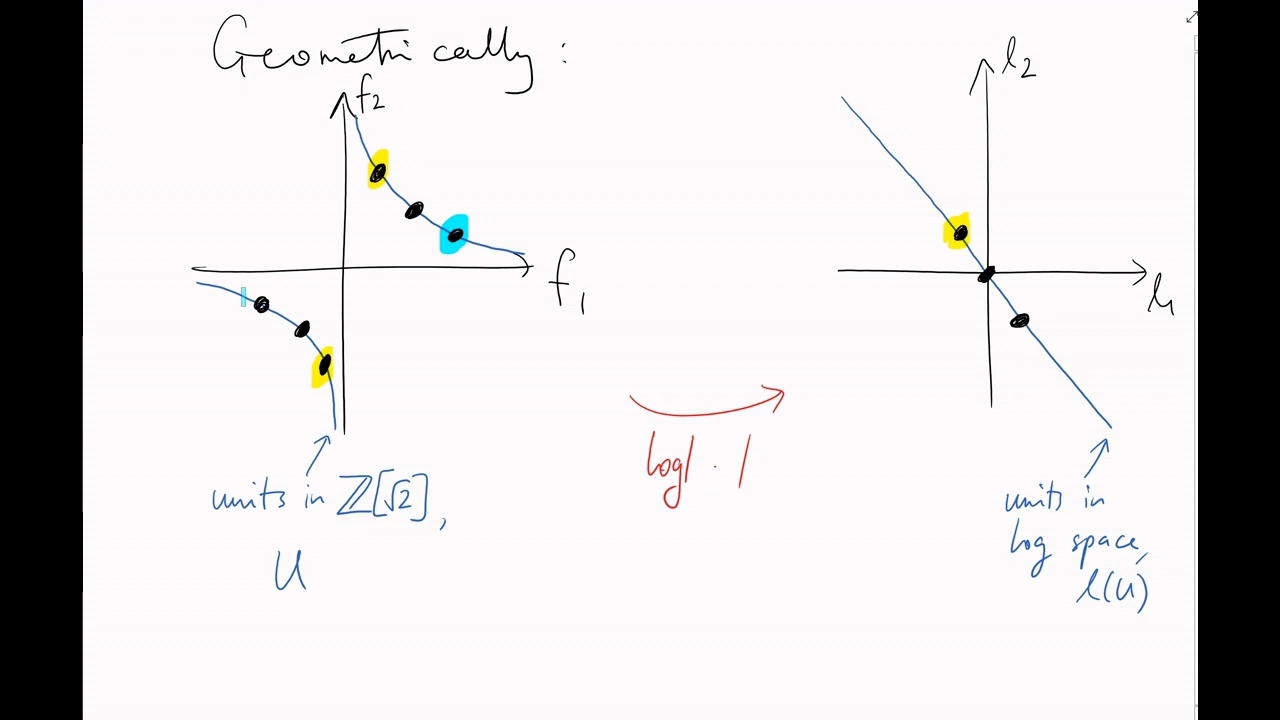 Geometrically:
f₂
f₁
units in ℤ[√2],
U
log|·|
l₂
l₁
units in
log space,
l(U)